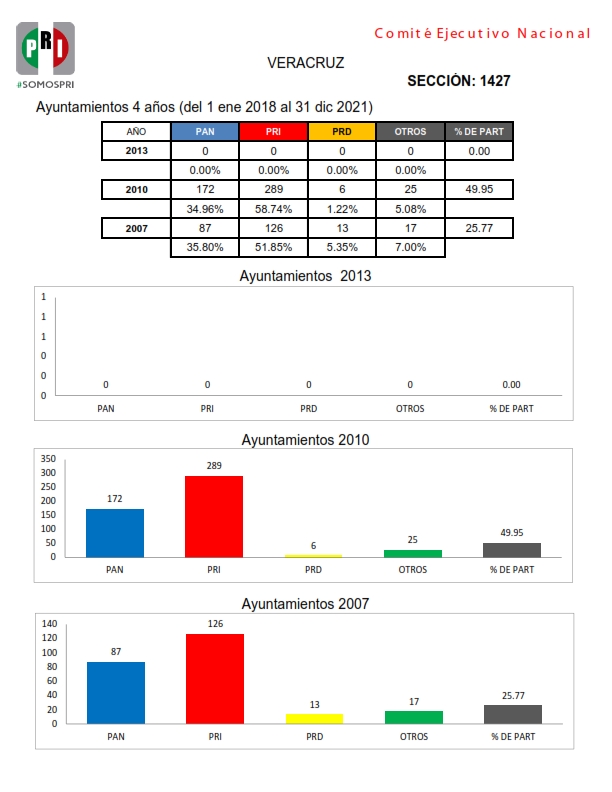 Comité Ejecutivo Nacional
PRI
#SOMOSPRI
VERACRUZ
SECCIÓN: 1427
Ayuntamientos 4 años (del 1 ene 2018 al 31 dic 2021)
AÑO PAN PRI PRD OTROS % DE PART
2013 0 0 0 0 0.00
0.00% 0.00% 0.00% 0.00%
2010 172 289 6 25 49.95
34.96% 58.74% 1.22% 5.08%
2007 87 126 13 17 25.77
35.80% 51.85% 5.35% 7.00%
Ayuntamientos 2013
1
1
1
0
0
0
0 0 0 0 0.00
PAN PRI PRD OTROS % DE PART
Ayuntamientos 2010
350
300
250
200
150
100
50
0
172 289 6 25 49.95
PAN PRI PRD OTROS % DE PART
Ayuntamientos 2007
140
120
100
80
60
40
20
0
87 126 13 17 25.77
PAN PRI PRD OTROS % DE PART